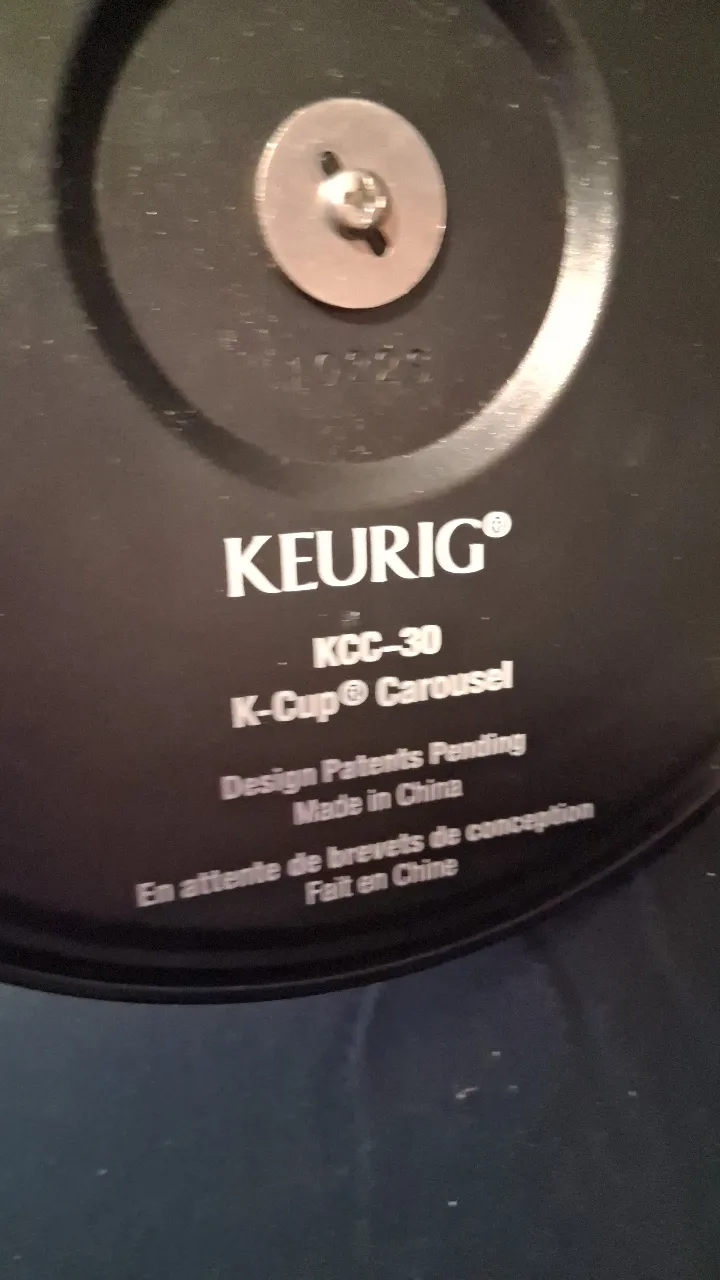 KEURIG®
KCC-30
K-Cup® Carousel
Design Patents Pending
Made in China
En attente de brevets de conception
Fait en Chine